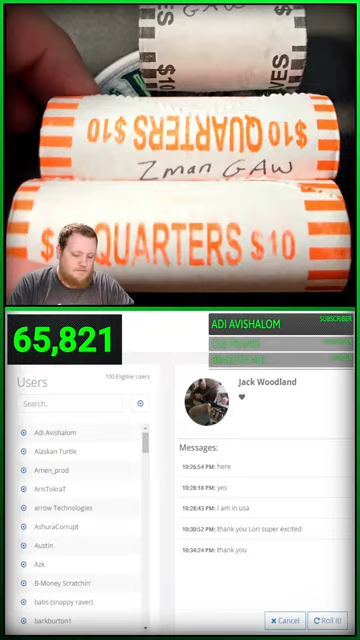 GAW
$10
VES
$10 QUARTERS $10
Zman GAW
QUARTERS $10
65,821
ADI AVISHALOM
SUBSCRIBER
Users
100 Eligible Users
Search..
Adi Avishalom
Alaskan Turtle
Amen_prod
ArisTokraT
arrow Technologies
AshuraCorrupt
Austin
Azk
B-Money Scratchin'
babs (snappy raver)
barkburton1
Jack Woodland
Messages:
10:26:54 PM: here
10:28:18 PM: yes
10:28:43 PM: I am in usa
10:30:52 PM: thank you Lori super excited
10:34:24 PM: thank you
Cancel
Roll It!